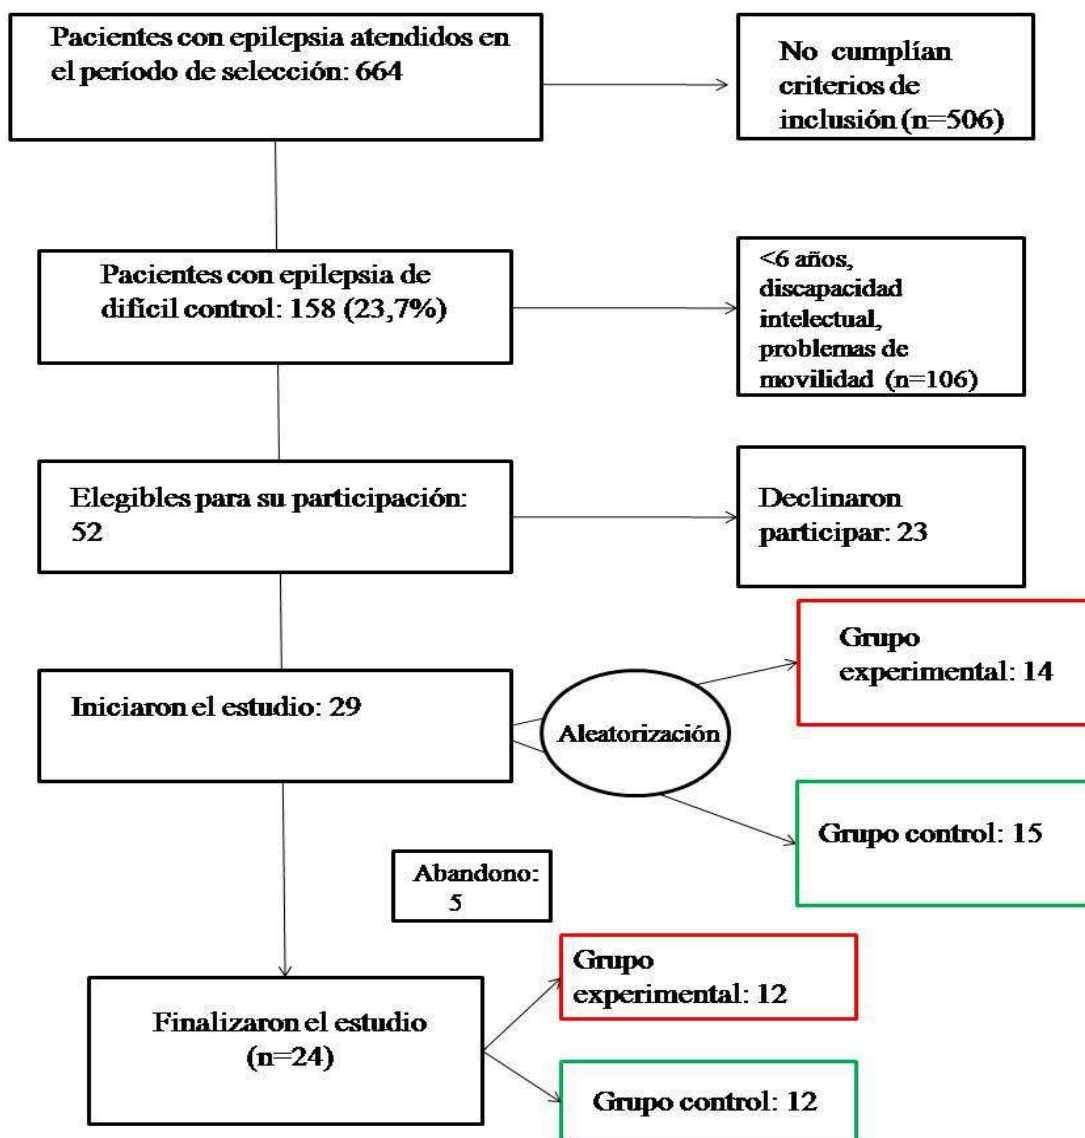 Pacientes con epilepsia atendidos en
el período de selección: 664
No cumplían
criterios de
inclusión (n=506)
Pacientes con epilepsia de
difícil control: 158 (23,7%)
<6 años,
discapacidad
intelectual,
problemas de
movilidad (n=106)
Elegibles para su participación:
52
Declinaron
participar: 23
Iniciaron el estudio: 29
Aleatorización
Grupo
experimental: 14
Grupo control: 15
Abandono:
5
Finalizaron el estudio
(n=24)
Grupo
experimental: 12
Grupo control: 12